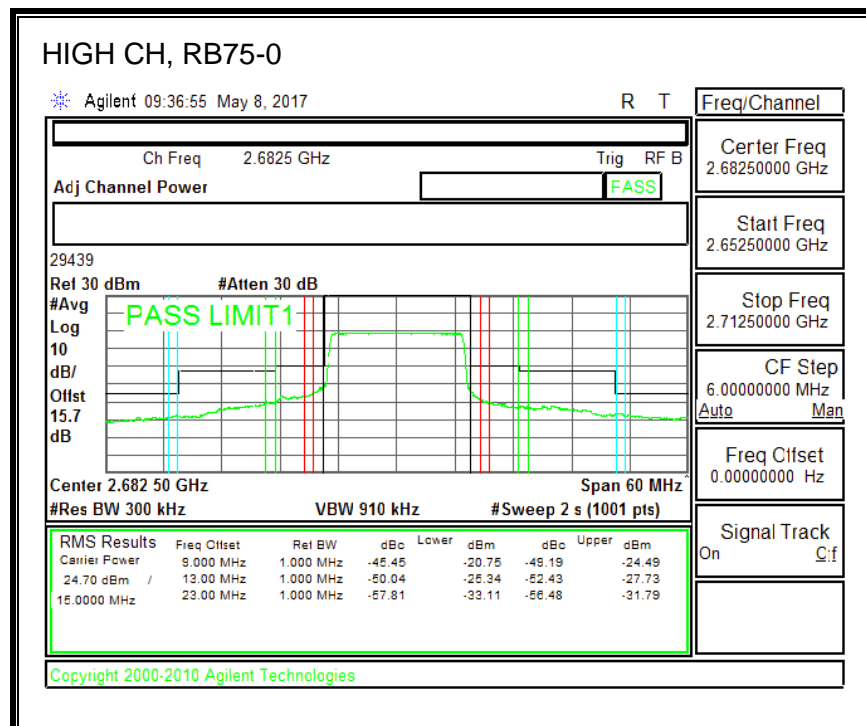 HIGH CH, RB75-0
Agilent 09:36:55 May 8, 2017 R T
Freq/Channel
Ch Freq 2.6825 GHz Trig RF B
Adj Channel Power PASS
Center Freq
2.68250000 GHz
Start Freq
2.65250000 GHz
29439
Ref 30 dBm #Atten 30 dB
#Avg
Log
10
dB/
Offst
15.7
dB
PASS LIMIT1
Stop Freq
2.71250000 GHz
CF Step
6.00000000 MHz
Auto Man
Freq Offset
0.00000000 Hz
Center 2.682 50 GHz Span 60 MHz
#Res BW 300 kHz VBW 910 kHz #Sweep 2 s (1001 pts)
Signal Track
On Off
RMS Results Freq Offset Ref BW dBc Lower dBm dBc Upper dBm
Carrier Power 9.000 MHz 1.000 MHz -45.45 -20.75 -49.19 -24.49
24.70 dBm / 13.00 MHz 1.000 MHz -50.04 -25.34 -52.43 -27.73
15.0000 MHz 23.00 MHz 1.000 MHz -57.81 -33.11 -56.48 -31.79
Copyright 2000-2010 Agilent Technologies